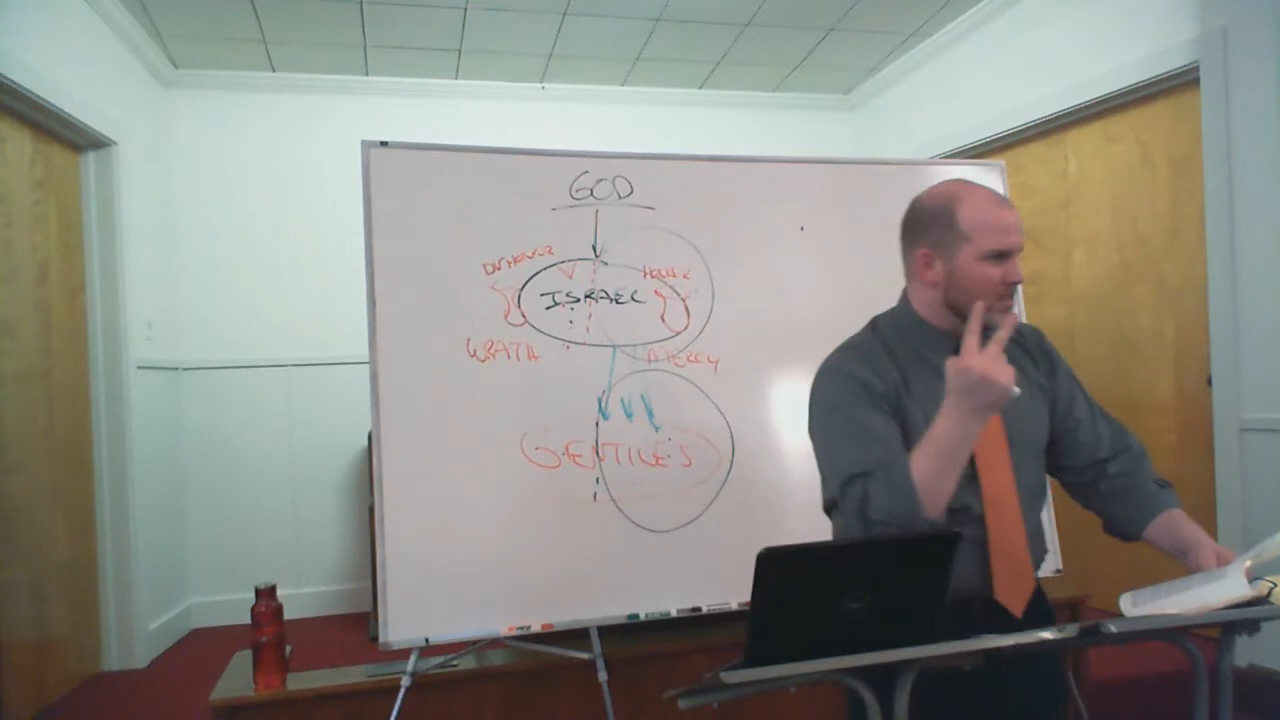 GOD
DISHONOR
HONOR
ISRAEL
WRATH
MERCY
GENTILES